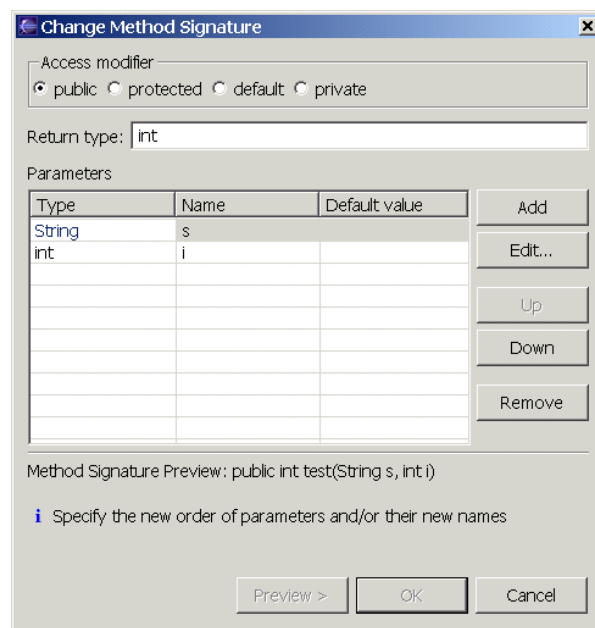 Change Method Signature
Access modifier
public protected default private
Return type: int
Parameters
Type Name Default value
String s
int i
Add
Edit...
Up
Down
Remove
Method Signature Preview: public int test(String s, int i)
i Specify the new order of parameters and/or their new names
Preview > OK Cancel